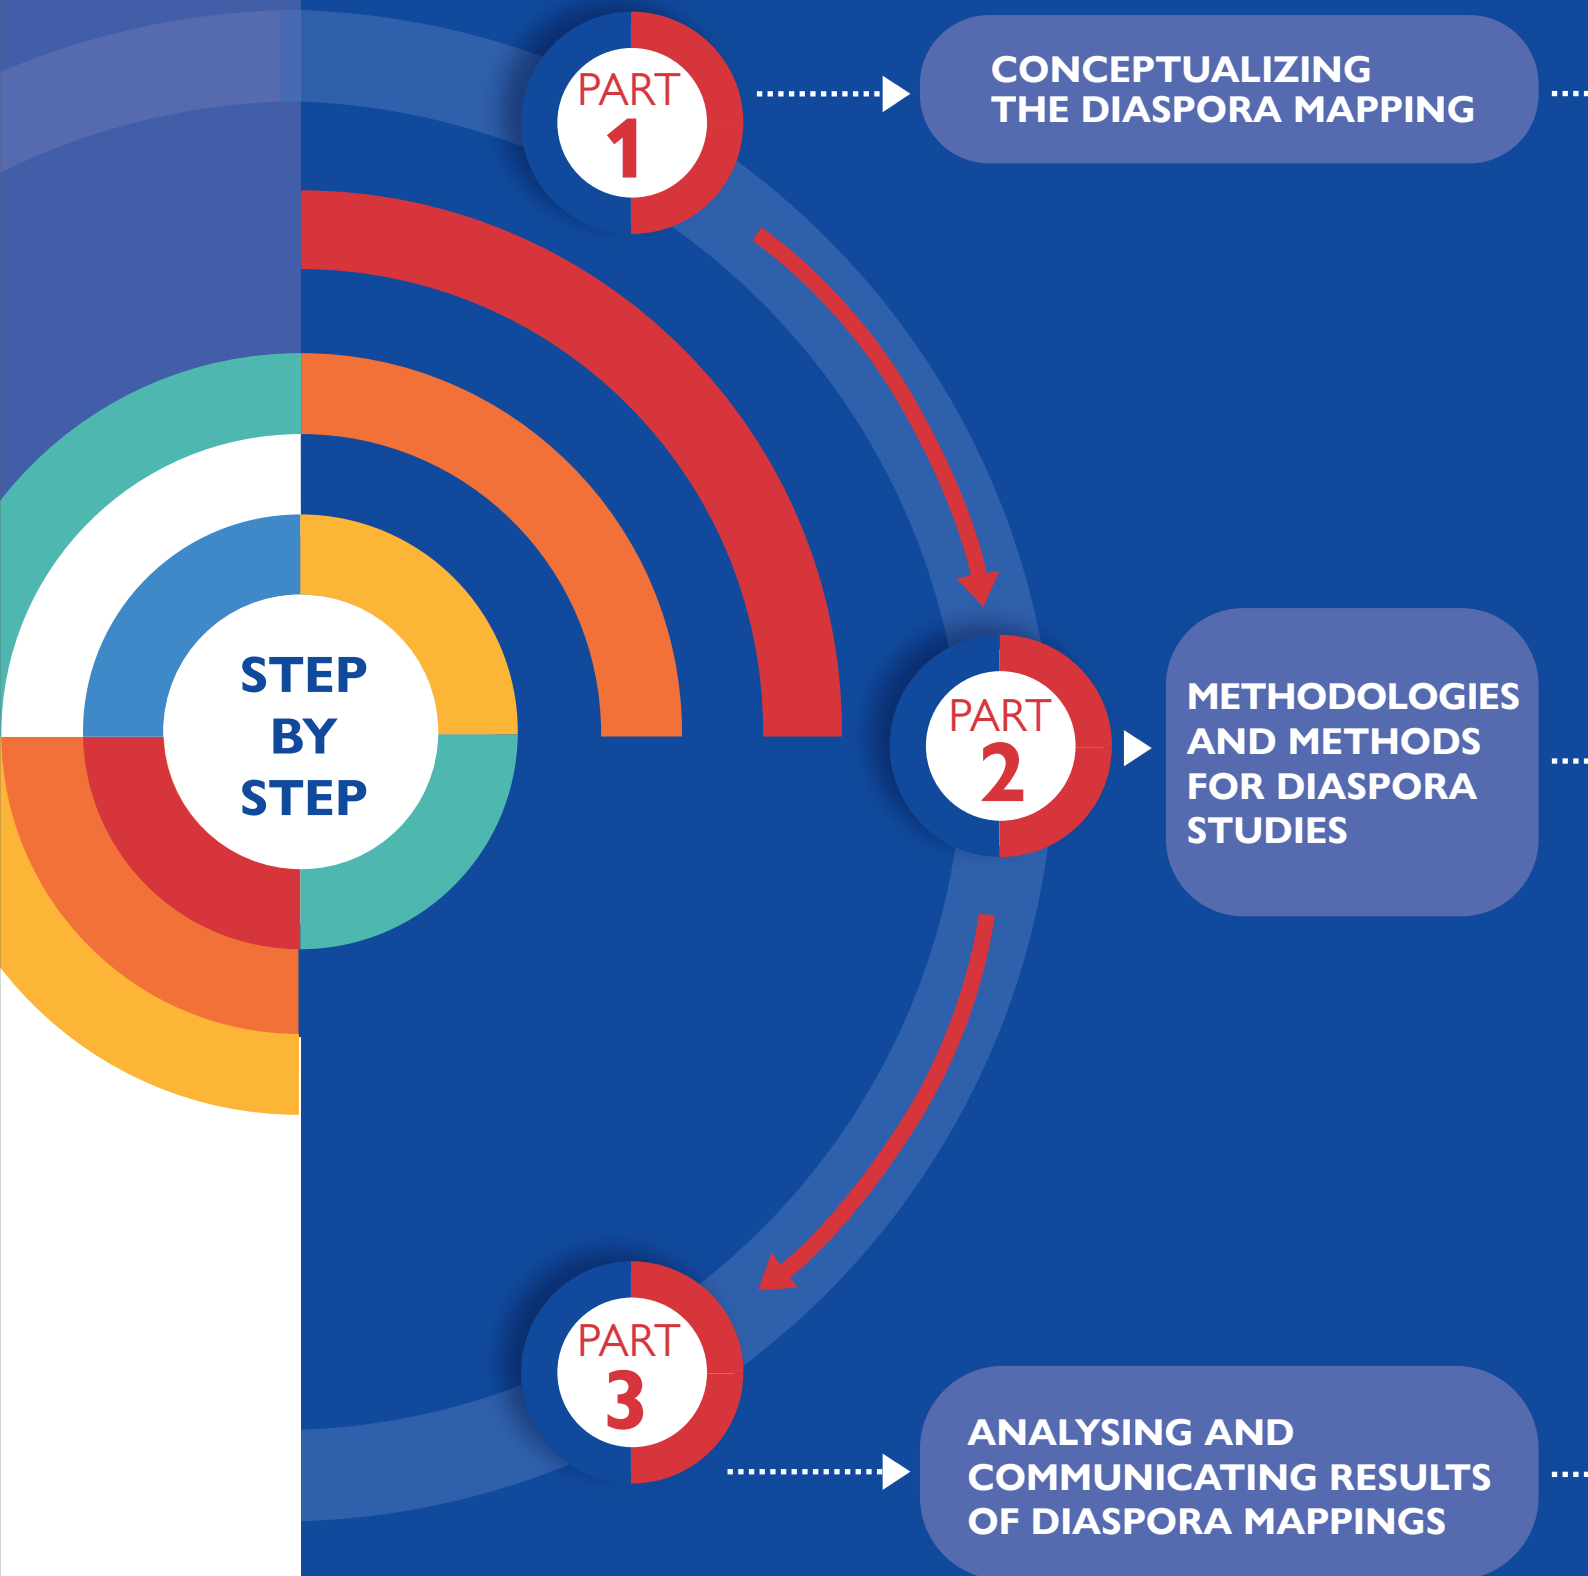 PART
1
CONCEPTUALIZING
THE DIASPORA MAPPING
STEP
BY
STEP
PART
2
METHODOLOGIES
AND METHODS
FOR DIASPORA
STUDIES
PART
3
ANALYSING AND
COMMUNICATING RESULTS
OF DIASPORA MAPPINGS